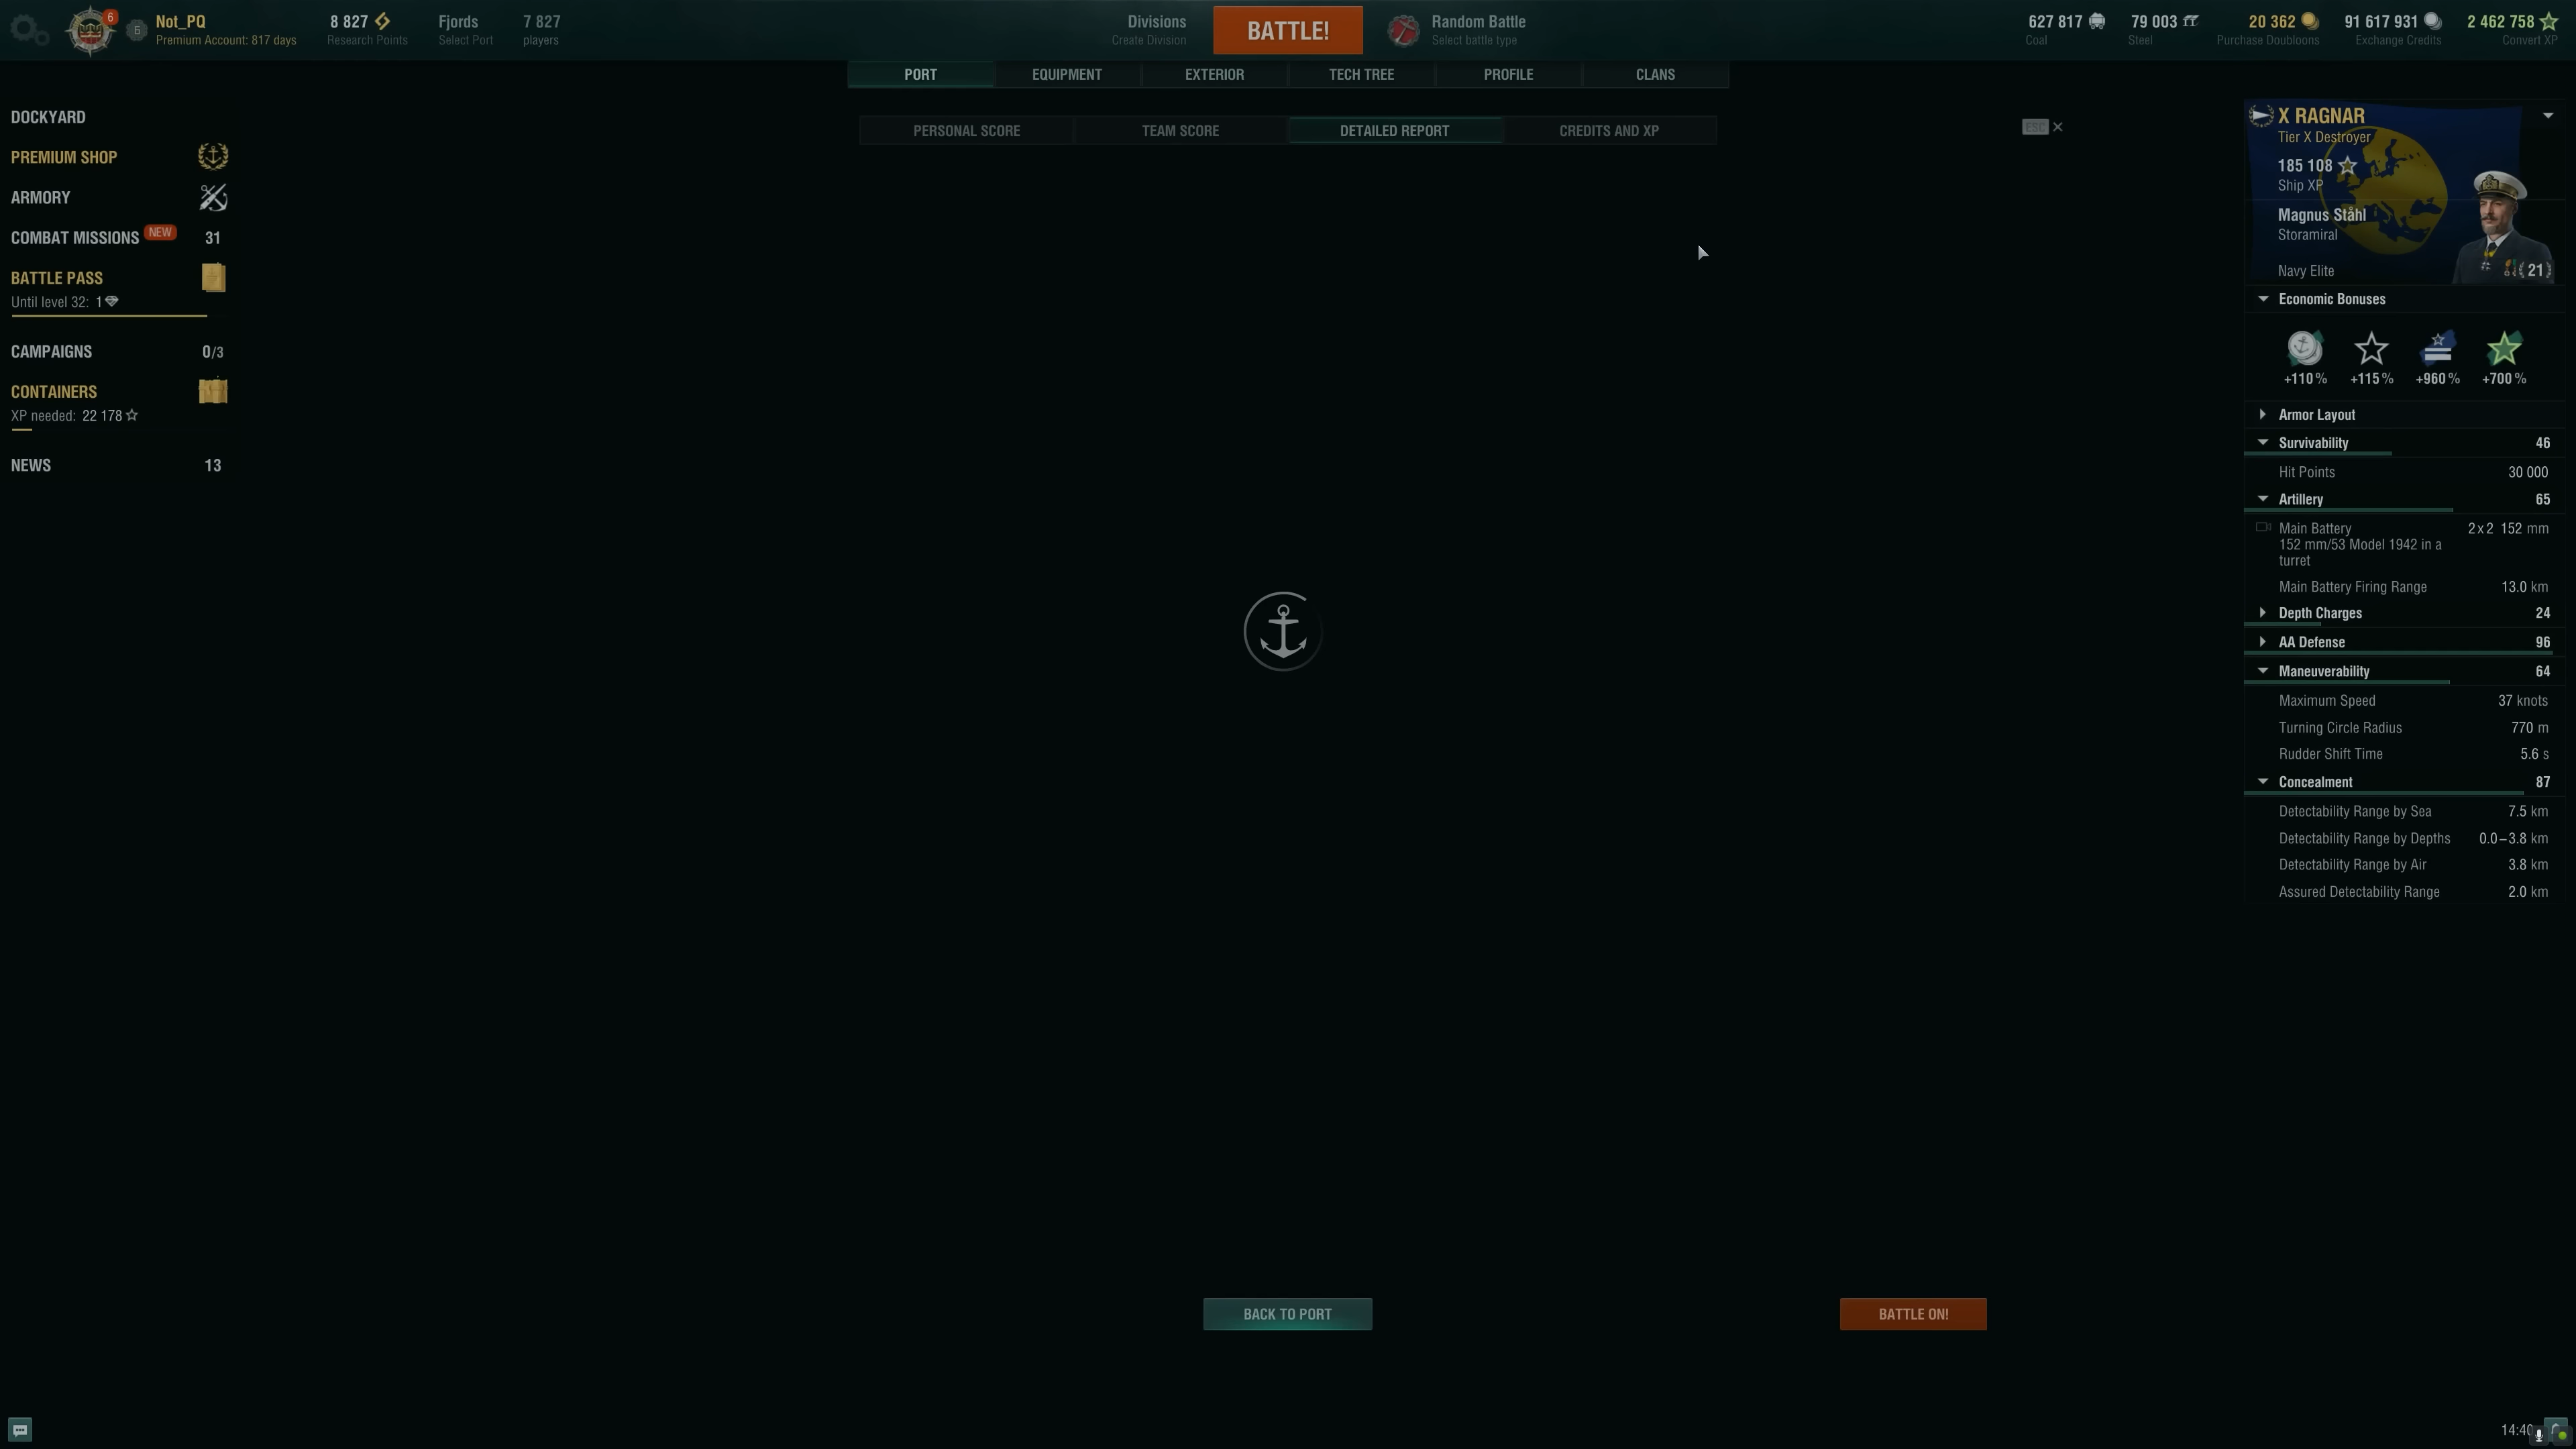 6
6
Not_PQ
Premium Account: 817 days
8 827
Research Points
Fjords
Select Port
7 827
players
Divisions
Create Division
BATTLE!
Random Battle
Select battle type
627 817
Coal
79 003
Steel
20 362
Purchase Doubloons
91 617 931
Exchange Credits
2 462 758
Convert XP
PORT
EQUIPMENT
EXTERIOR
TECH TREE
PROFILE
CLANS
PERSONAL SCORE
TEAM SCORE
DETAILED REPORT
CREDITS AND XP
ESC
DOCKYARD
PREMIUM SHOP
ARMORY
COMBAT MISSIONS NEW 31
BATTLE PASS
Until level 32: 1
CAMPAIGNS 0/3
CONTAINERS
XP needed: 22 178
NEWS 13
X RAGNAR
Tier X Destroyer
185 108
Ship XP
Magnus Ståhl
Storamiral
Navy Elite 21
Economic Bonuses
+110 % +115 % +960 % +700 %
Armor Layout
Survivability 46
Hit Points 30 000
Artillery 65
Main Battery 2 x 2 152 mm
152 mm/53 Model 1942 in a
turret
Main Battery Firing Range 13.0 km
Depth Charges 24
AA Defense 96
Maneuverability 64
Maximum Speed 37 knots
Turning Circle Radius 770 m
Rudder Shift Time 5.6 s
Concealment 87
Detectability Range by Sea 7.5 km
Detectability Range by Depths 0.0–3.8 km
Detectability Range by Air 3.8 km
Assured Detectability Range 2.0 km
BACK TO PORT
BATTLE ON!
14:40